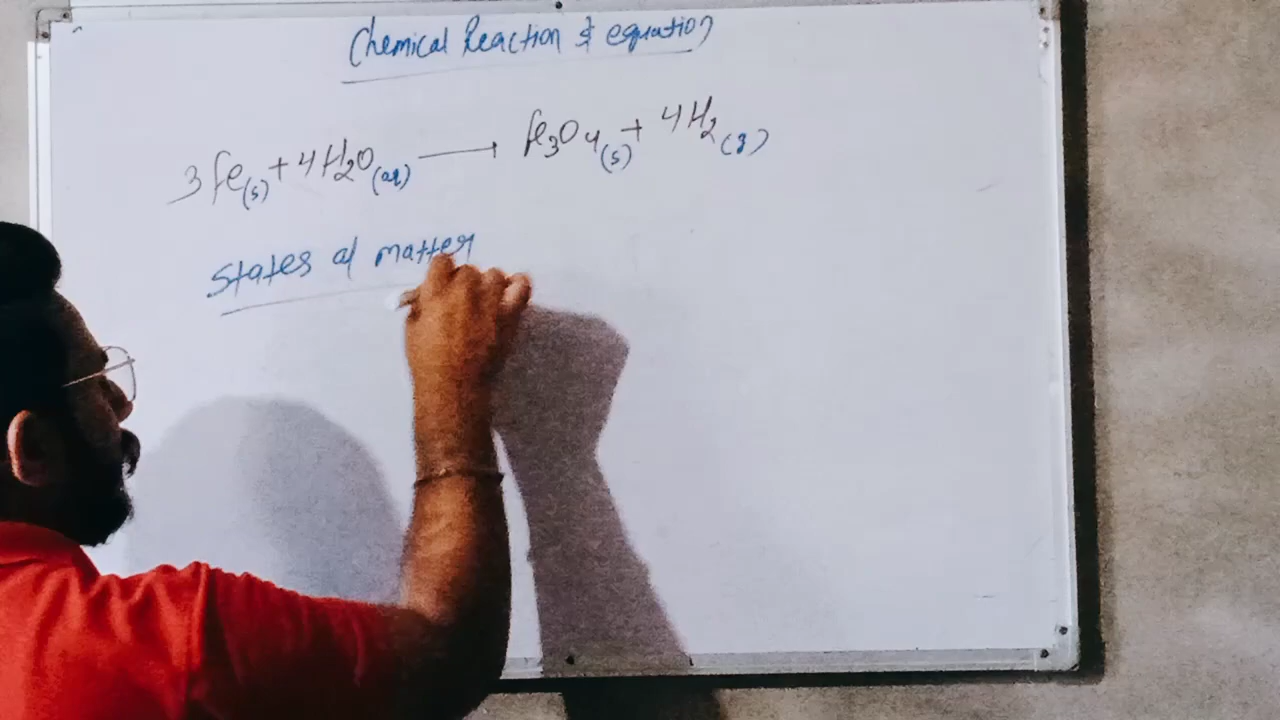 Chemical Reaction & equation
3Fe(s) + 4H2O(aq) → Fe3O4(s) + 4H2(g)
States of matter